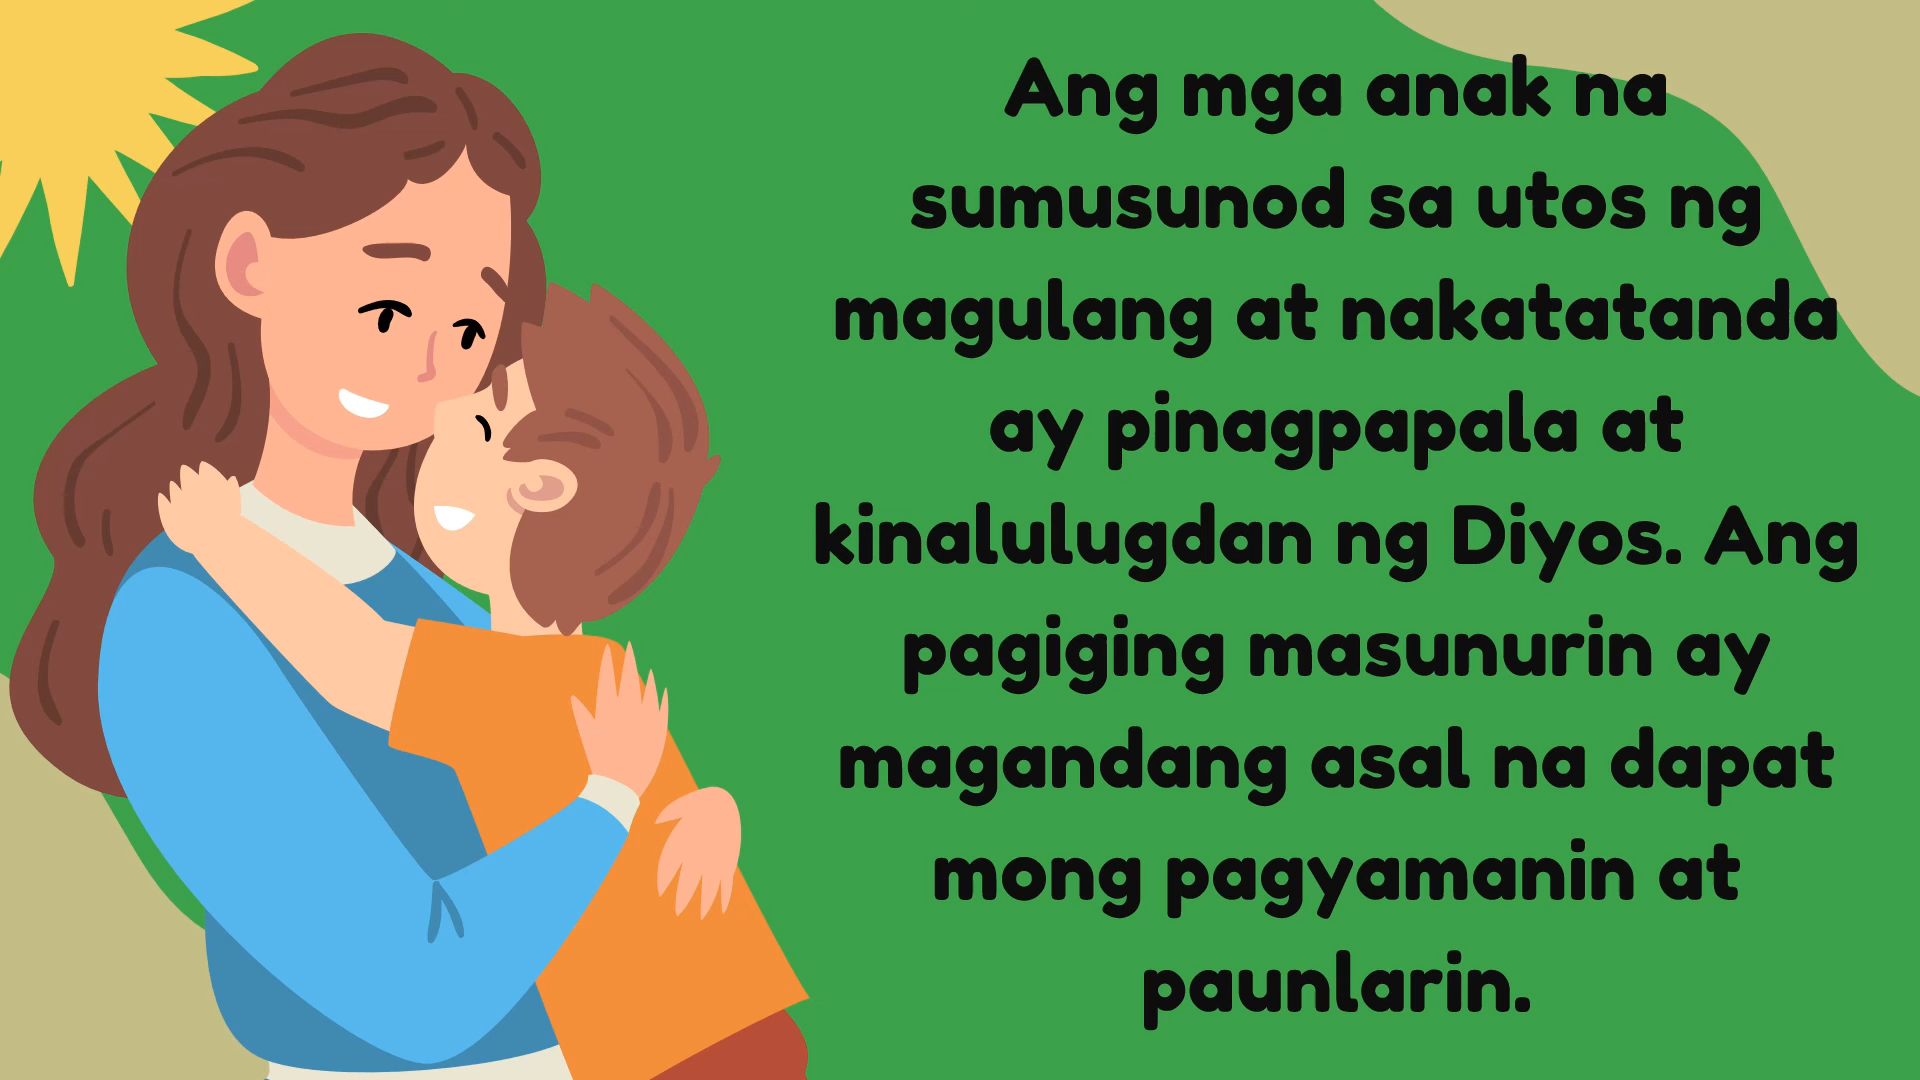 Ang mga anak na
sumusunod sa utos ng
magulang at nakatatanda
ay pinagpapala at
kinalulugdan ng Diyos. Ang
pagiging masunurin ay
magandang asal na dapat
mong pagyamanin at
paunlarin.